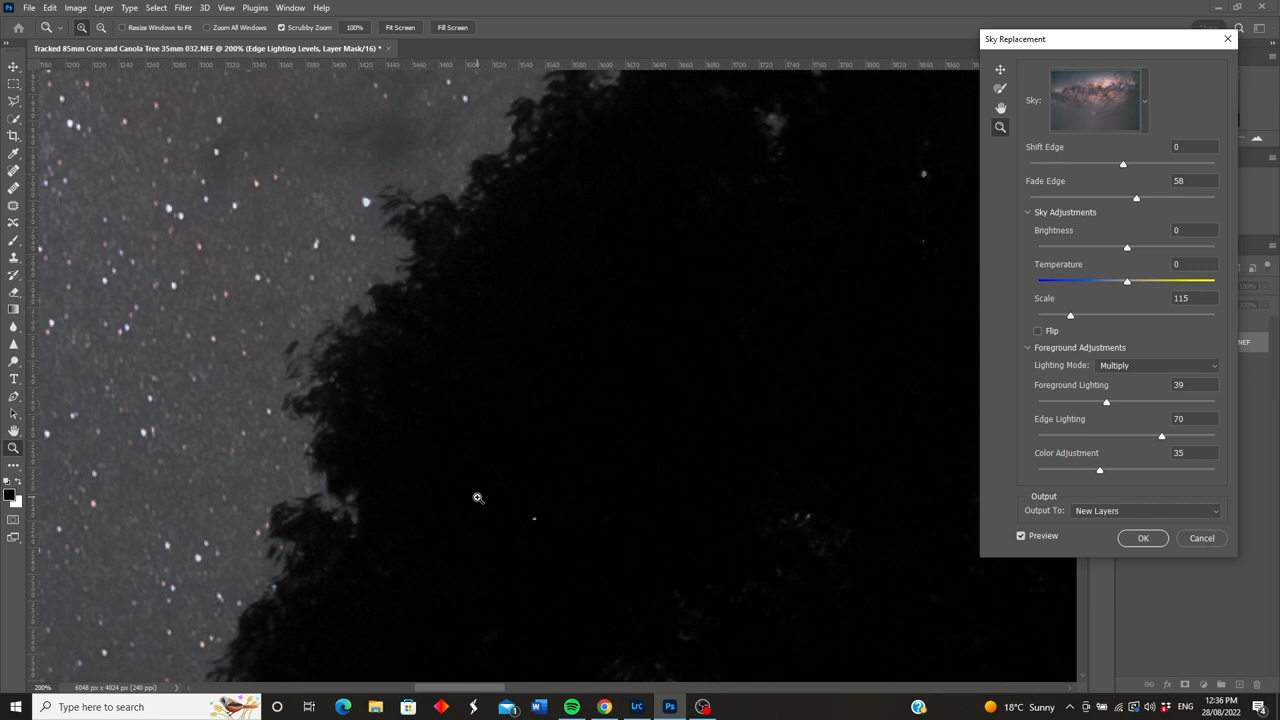 Ps File Edit Image Layer Type Select Filter 3D View Plugins Window Help
Resize Windows to Fit Zoom All Windows Scrubby Zoom 100% Fit Screen Fill Screen
Tracked 85mm Core and Canola Tree 35mm 032.NEF @ 200% (Edge Lighting Levels, Layer Mask/16) *
Sky Replacement
Sky:
Shift Edge 0
Fade Edge 58
Sky Adjustments
Brightness 0
Temperature 0
Scale 115
Flip
Foreground Adjustments
Lighting Mode: Multiply
Foreground Lighting 39
Edge Lighting 70
Color Adjustment 35
Output
Output To: New Layers
Preview OK Cancel
NEF
200% 6048 px x 4024 px (240 ppi)
Type here to search
Lrc Ps
18°C Sunny
ENG
12:36 PM
28/08/2022